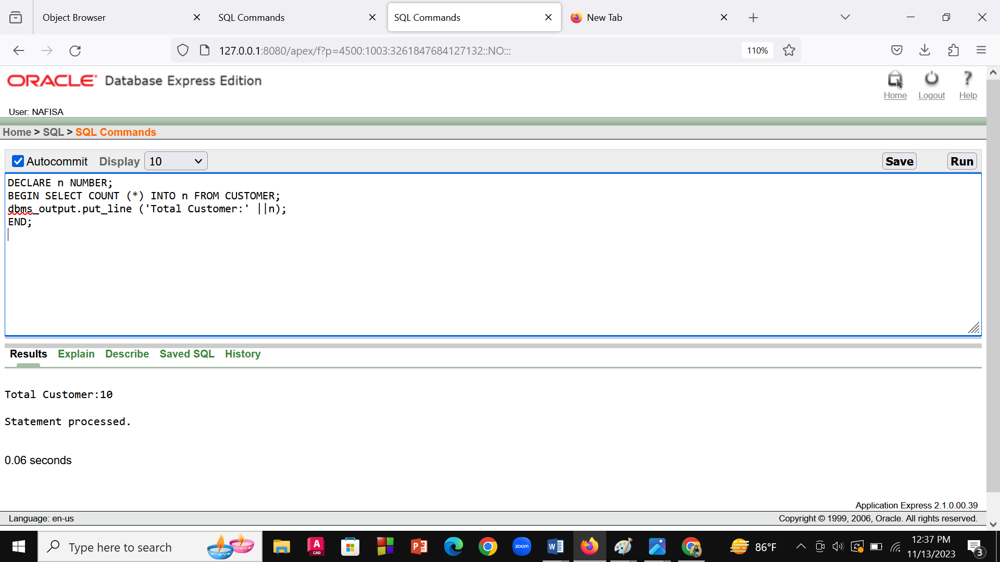 Object Browser
SQL Commands
SQL Commands
New Tab
127.0.0.1:8080/apex/f?p=4500:1003:3261847684127132::NO:::
110%
ORACLE Database Express Edition
Home
Logout
Help
User: NAFISA
Home > SQL > SQL Commands
Autocommit
Display
10
Save
Run
DECLARE n NUMBER;
BEGIN SELECT COUNT (*) INTO n FROM CUSTOMER;
dbms_output.put_line ('Total Customer:' ||n);
END;
Results
Explain
Describe
Saved SQL
History
Total Customer:10
Statement processed.
0.06 seconds
Application Express 2.1.0.00.39
Language: en-us
Copyright © 1999, 2006, Oracle. All rights reserved.
Type here to search
A
CAD
zoom
86°F
12:37 PM
11/13/2023
3